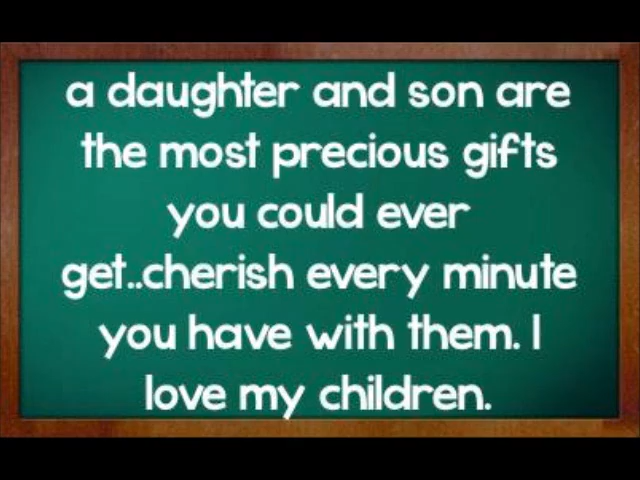 a daughter and son are
the most precious gifts
you could ever
get..cherish every minute
you have with them. I
love my children.